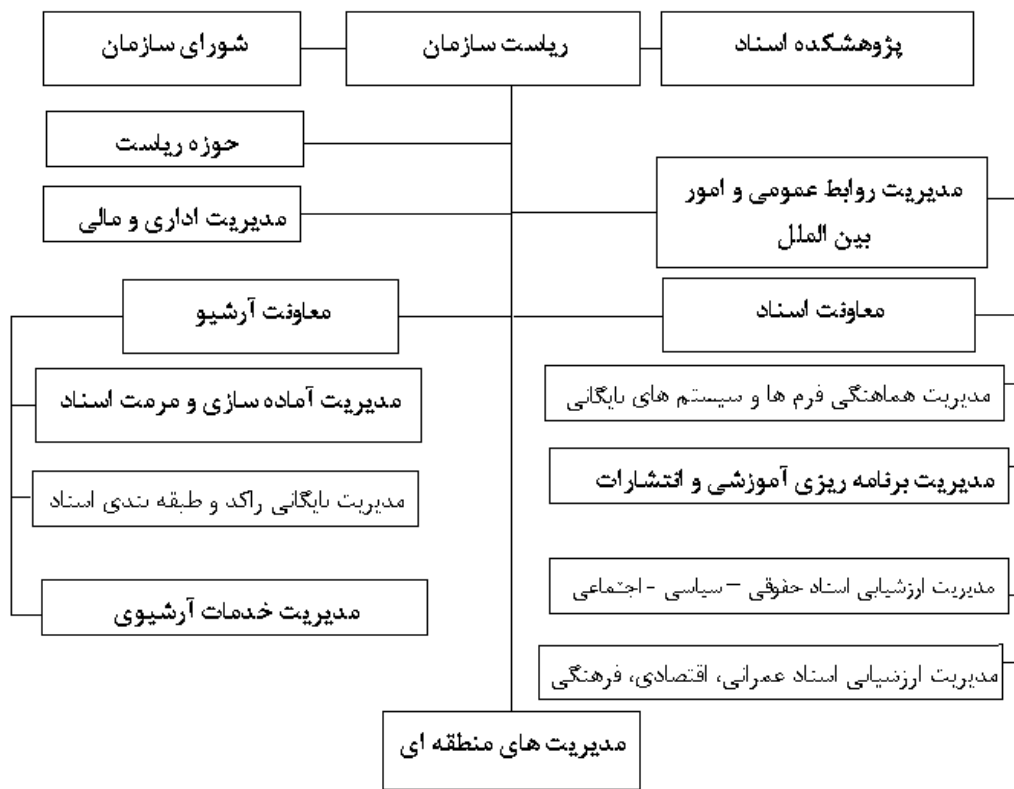 پژوهشکده اسناد
ریاست سازمان
شورای سازمان
حوزه ریاست
مدیریت روابط عمومی و امور
بین الملل
مدیریت اداری و مالی
معاونت اسناد
معاونت آرشیو
مدیریت هماهنگی فرم ها و سیستم های بایگانی
مدیریت برنامه ریزی آموزشی و انتشارات
مدیریت ارزشیابی اسناد حقوقی – سیاسی - اجتماعی
مدیریت ارزشیابی اسناد عمرانی، اقتصادی، فرهنگی
مدیریت آماده سازی و مرمت اسناد
مدیریت بایگانی راکد و طبقه بندی اسناد
مدیریت خدمات آرشیوی
مدیریت های منطقه ای